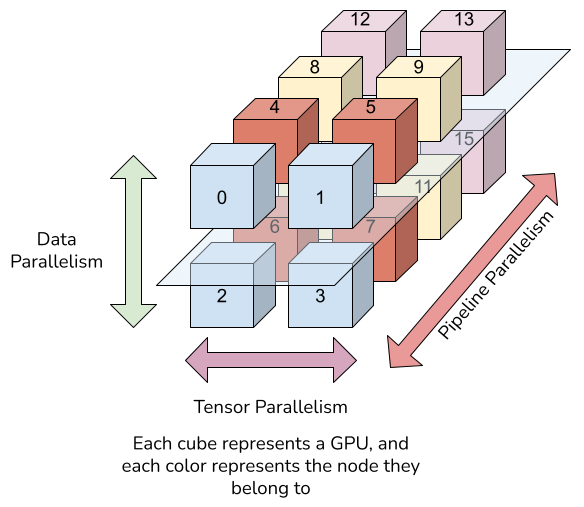 12
13
8
9
4
5
0
1
15
11
6
7
2
3
Data
Parallelism
Pipeline Parallelism
Tensor Parallelism
Each cube represents a GPU, and
each color represents the node they
belong to